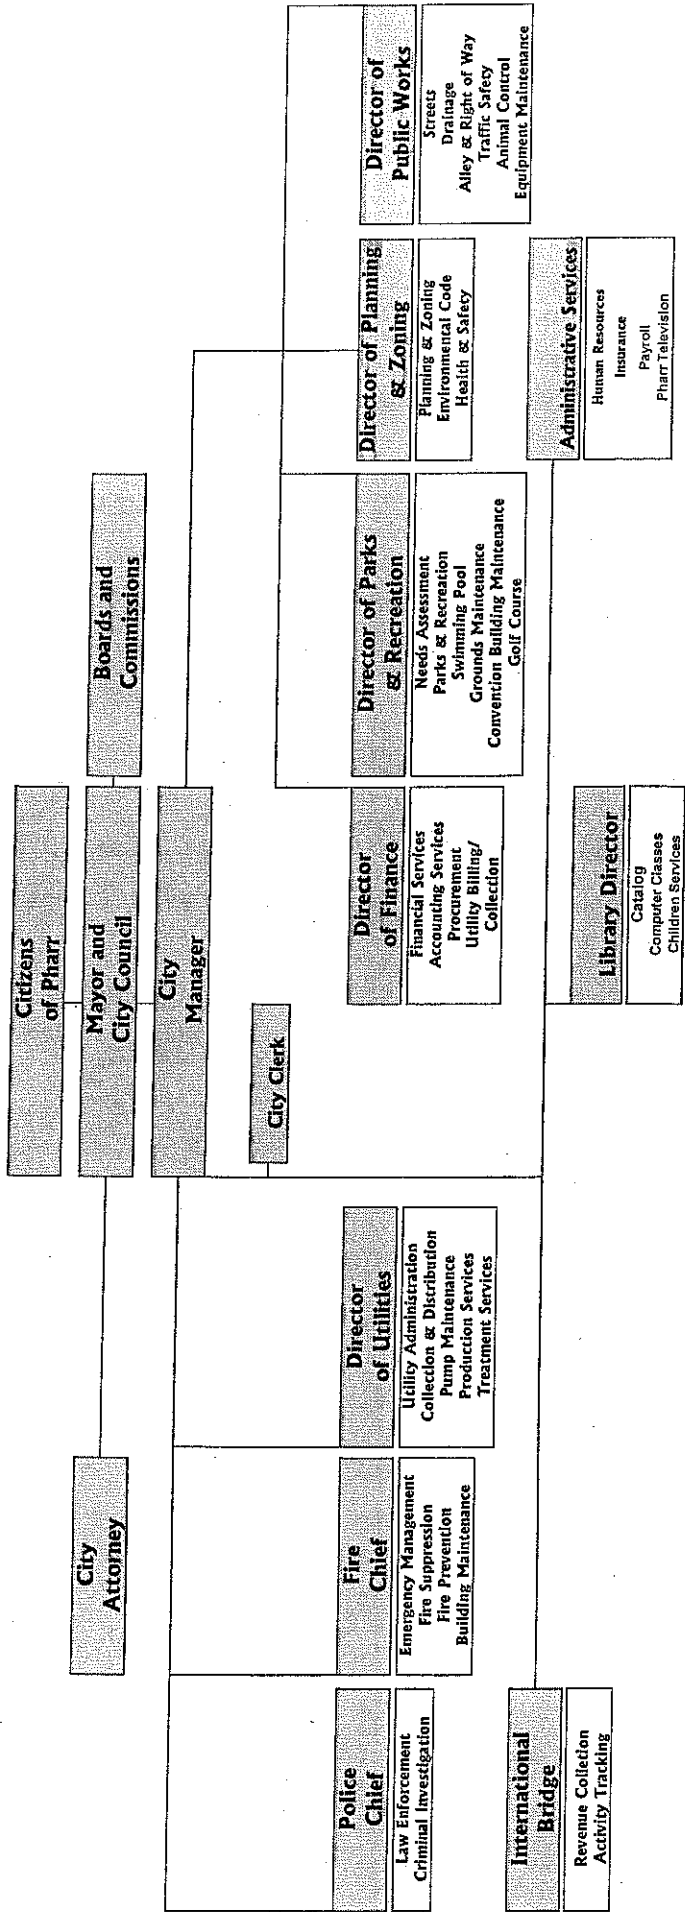 Citizens
of Pharr
Mayor and
City Council
Boards and
Commissions
City
Attorney
City
Manager
City Clerk
Police
Chief
Law Enforcement
Criminal Investigation
Fire
Chief
Emergency Management
Fire Suppression
Fire Prevention
Building Maintenance
Director
of Utilities
Utility Administration
Collection & Distribution
Pump Maintenance
Production Services
Treatment Services
Director
of Finance
Financial Services
Accounting Services
Procurement
Utility Billing/
Collection
Director of Parks
& Recreation
Needs Assessment
Parks & Recreation
Swimming Pool
Grounds Maintenance
Convention Building Maintenance
Golf Course
Director of Planning
& Zoning
Planning & Zoning
Environmental Code
Health & Safety
Director of
Public Works
Streets
Drainage
Alley & Right of Way
Traffic Safety
Animal Control
Equipment Maintenance
International
Bridge
Revenue Colletion
Activity Tracking
Library Director
Catalog
Computer Classes
Children Services
Administrative Services
Human Resources
Insurance
Payroll
Pharr Television